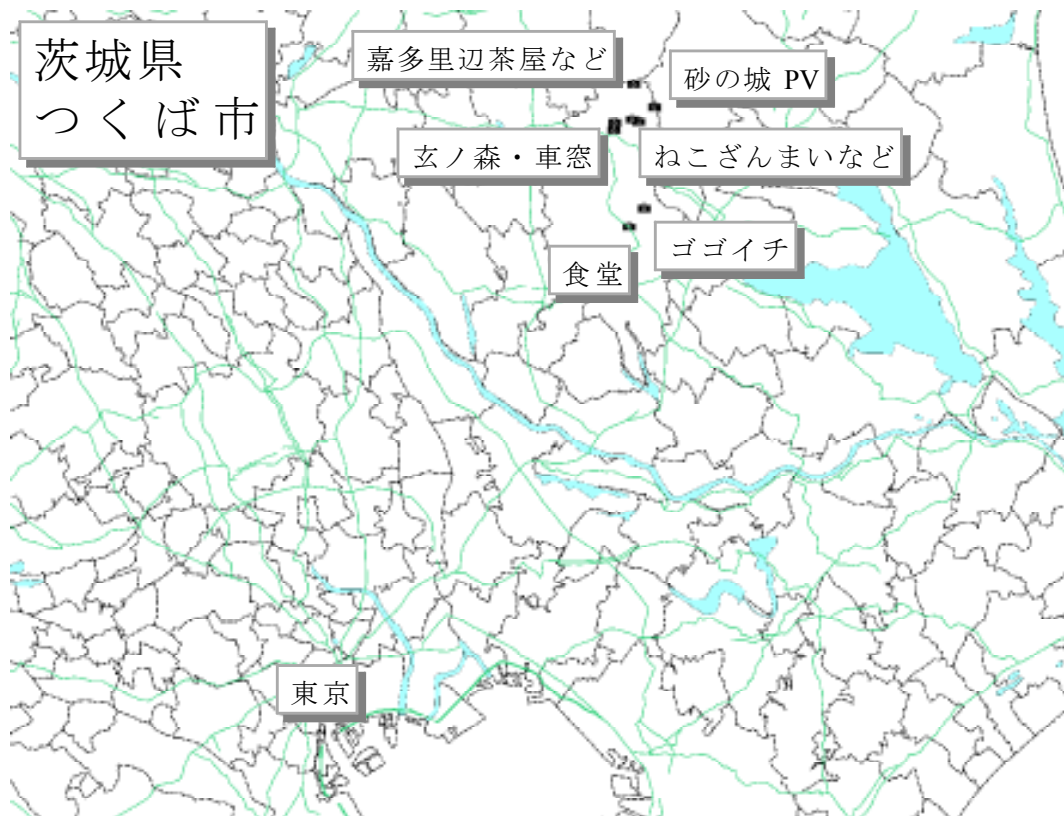 茨城県
つくば市
嘉多里辺茶屋など
砂の城 PV
玄ノ森・車窓
ねこざんまいなど
ゴゴイチ
食堂
東京